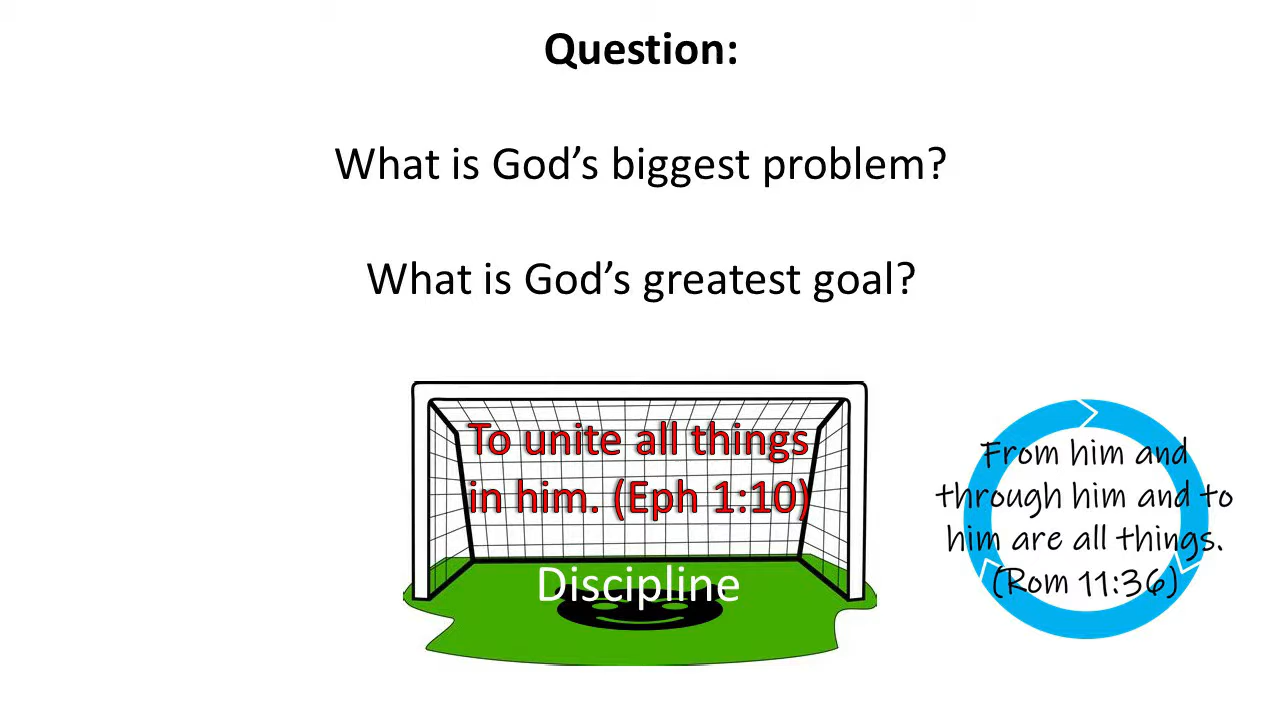 Question:
What is God’s biggest problem?
What is God’s greatest goal?
To unite all things
in him. (Eph 1:10)
Discipline
From him and
through him and to
him are all things.
(Rom 11:36)